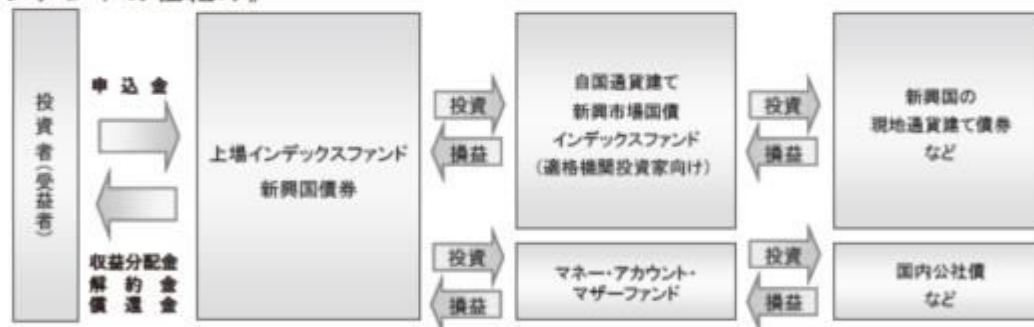 投資者(受益者)
申込金
収益分配金
解約金
償還金
上場インデックスファンド
新興国債券
投資
損益
自国通貨建て
新興市場国債
インデックスファンド
(適格機関投資家向け)
投資
損益
新興国の
現地通貨建て債券
など
投資
損益
マネー・アカウント・
マザーファンド
投資
損益
国内公社債
など